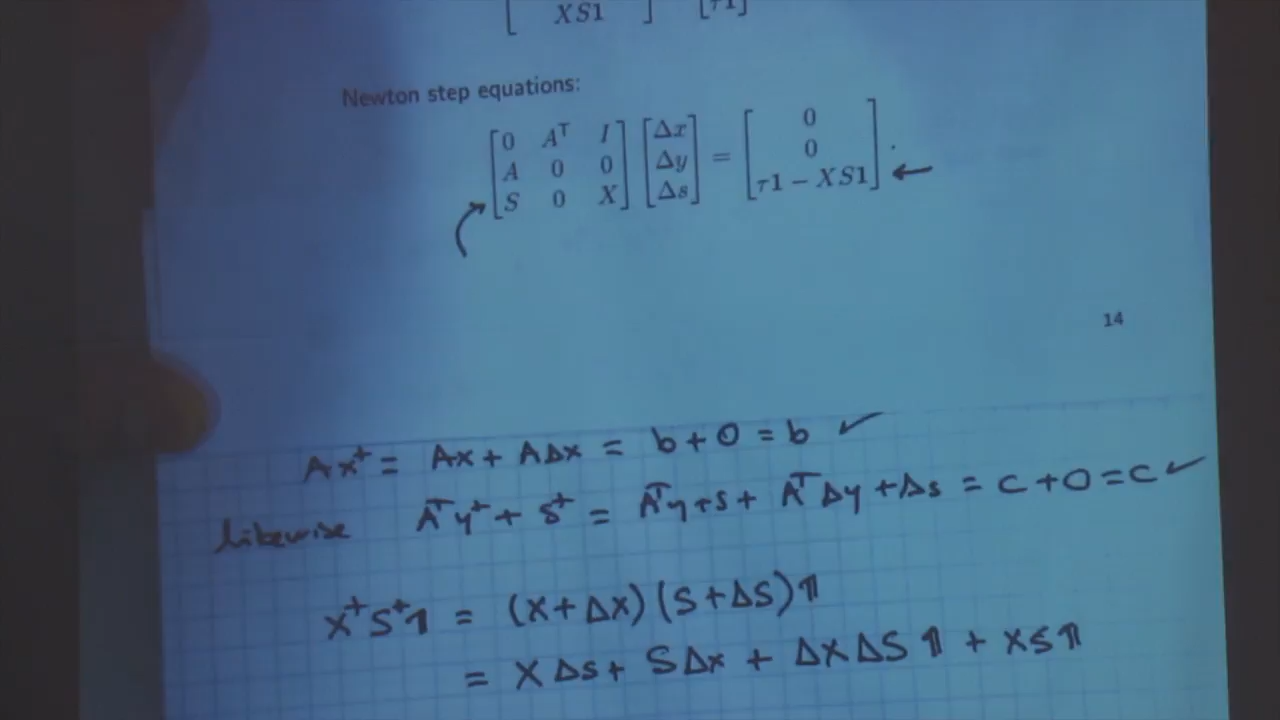 XS1 τ1
Newton step equations:
[0 Aᵀ I] [Δx] = [0]
[A 0 0] [Δy] [0]
[S 0 X] [Δs] [τ1 − XS1] . ←
14
Ax⁺ = Ax + AΔx = b + 0 = b ✓
likewise Aᵀy⁺ + s⁺ = Aᵀy + s + AᵀΔy + Δs = c + 0 = c ✓
X⁺S⁺1 = (X + ΔX)(S + ΔS)1
= XΔs + SΔx + ΔXΔS1 + XS1